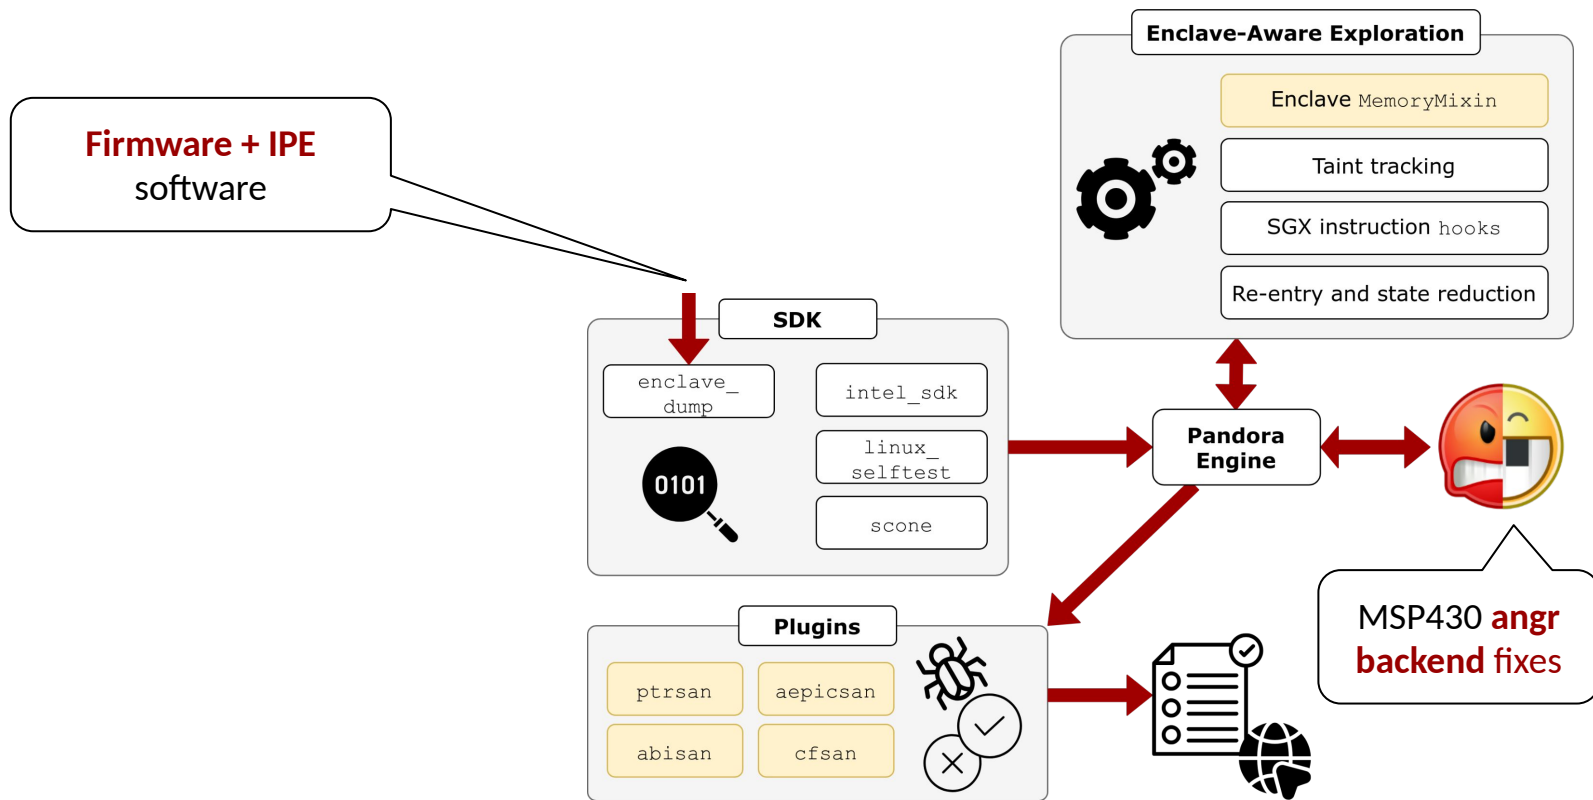 Enclave-Aware Exploration
Enclave MemoryMixin
Taint tracking
SGX instruction hooks
Re-entry and state reduction
Firmware + IPE
software
SDK
enclave_
dump
intel_sdk
linux_
selftest
scone
0101
Pandora
Engine
MSP430 angr
backend fixes
Plugins
ptrsan
aepicsan
abisan
cfsan